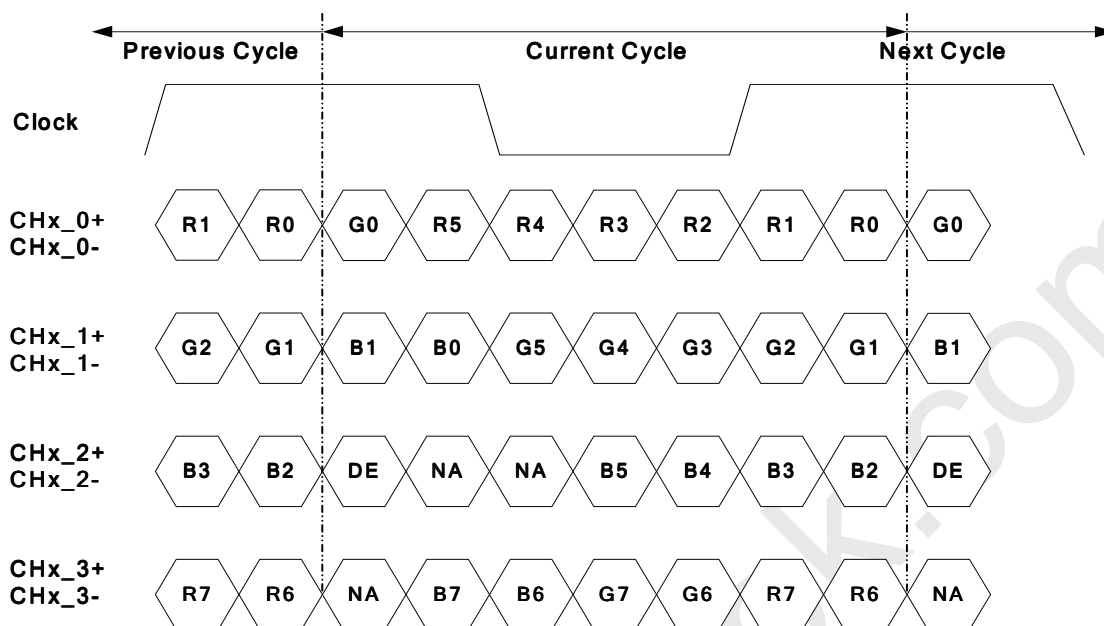 Previous Cycle Current Cycle Next Cycle
Clock
CHx_0+
CHx_0-
R1 R0 G0 R5 R4 R3 R2 R1 R0 G0
CHx_1+
CHx_1-
G2 G1 B1 B0 G5 G4 G3 G2 G1 B1
CHx_2+
CHx_2-
B3 B2 DE NA NA B5 B4 B3 B2 DE
CHx_3+
CHx_3-
R7 R6 NA B7 B6 G7 G6 R7 R6 NA
k.com